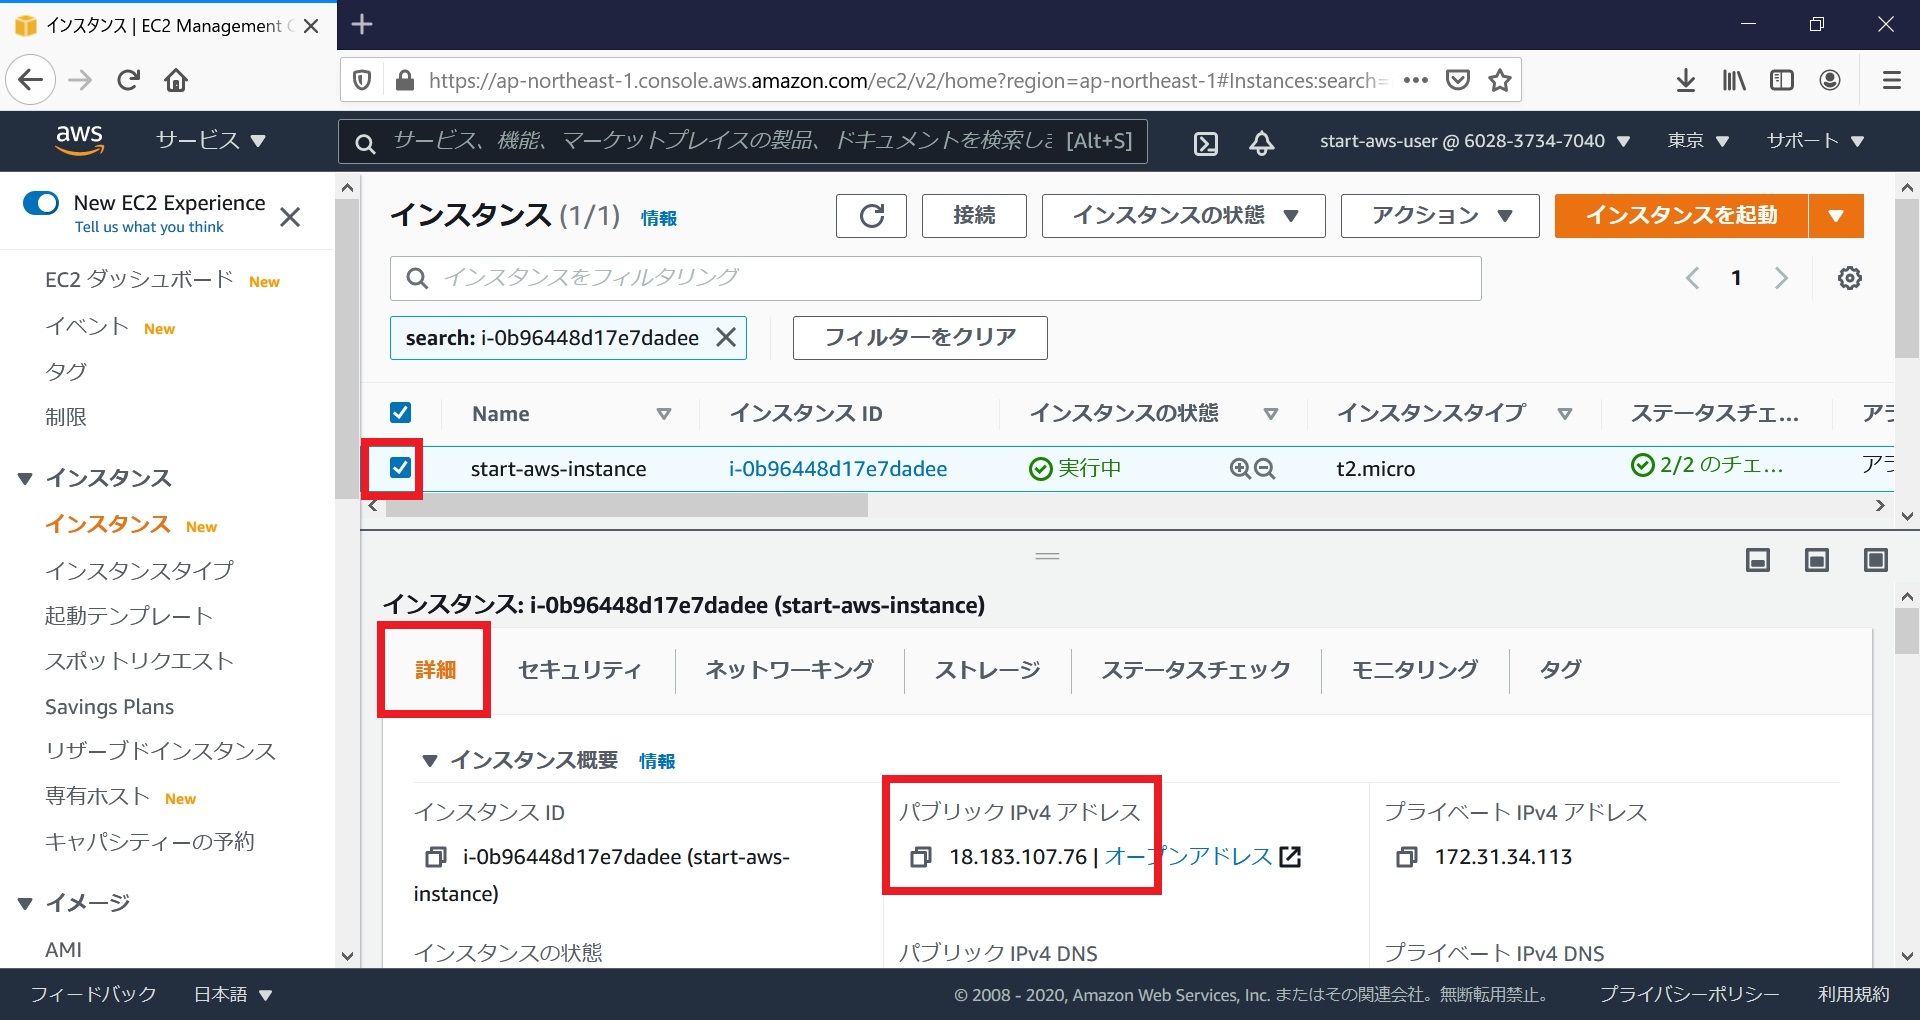 インスタンス | EC2 Management
https://ap-northeast-1.console.aws.amazon.com/ec2/v2/home?region=ap-northeast-1#Instances:search=
aws サービス サービス、機能、マーケットプレイスの製品、ドキュメントを検索しま [Alt+S] start-aws-user @ 6028-3734-7040 東京 サポート
New EC2 Experience
Tell us what you think
EC2 ダッシュボード New
イベント New
タグ
制限
インスタンス
インスタンス New
インスタンスタイプ
起動テンプレート
スポットリクエスト
Savings Plans
リザーブドインスタンス
専有ホスト New
キャパシティーの予約
イメージ
AMI
インスタンス (1/1) 情報 接続 インスタンスの状態 アクション インスタンスを起動
インスタンスをフィルタリング 1
search: i-0b96448d17e7dadee フィルターをクリア
Name インスタンス ID インスタンスの状態 インスタンスタイプ ステータスチェ... アラ
start-aws-instance i-0b96448d17e7dadee 実行中 t2.micro 2/2 のチェ... アラ
インスタンス: i-0b96448d17e7dadee (start-aws-instance)
詳細 セキュリティ ネットワーキング ストレージ ステータスチェック モニタリング タグ
インスタンス概要 情報
インスタンス ID パブリック IPv4 アドレス プライベート IPv4 アドレス
i-0b96448d17e7dadee (start-aws- 18.183.107.76 | オープンアドレス 172.31.34.113
instance)
インスタンスの状態 パブリック IPv4 DNS プライベート IPv4 DNS
フィードバック 日本語 © 2008 - 2020, Amazon Web Services, Inc. またはその関連会社。無断転用禁止。 プライバシーポリシー 利用規約